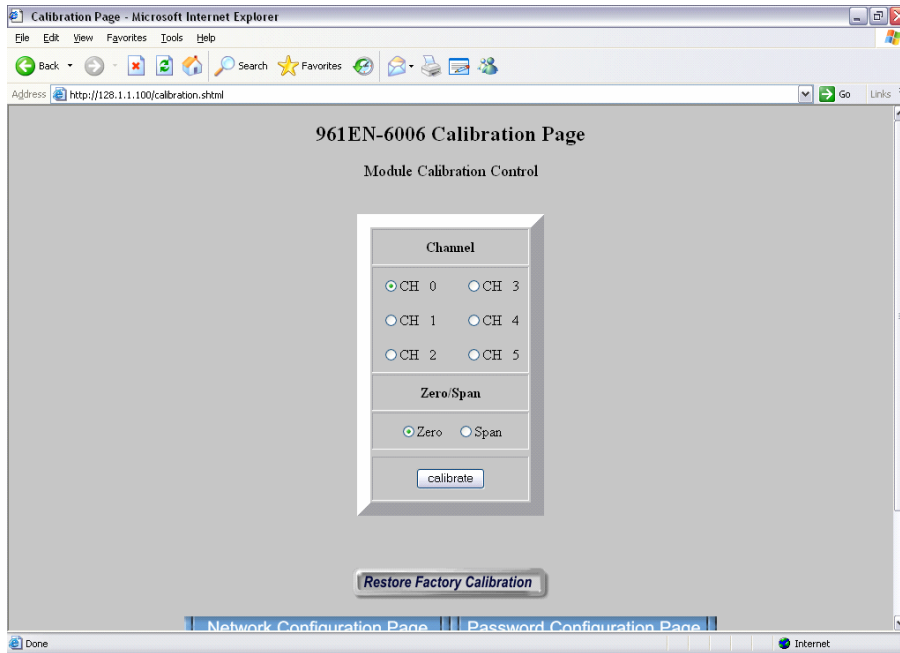 Calibration Page - Microsoft Internet Explorer
File Edit View Favorites Tools Help
Back Search Favorites
Address http://128.1.1.100/calibration.shtml Go Links
961EN-6006 Calibration Page
Module Calibration Control
Channel
CH 0 CH 3
CH 1 CH 4
CH 2 CH 5
Zero/Span
Zero Span
calibrate
Restore Factory Calibration
Network Configuration Page Password Configuration Page
Done Internet